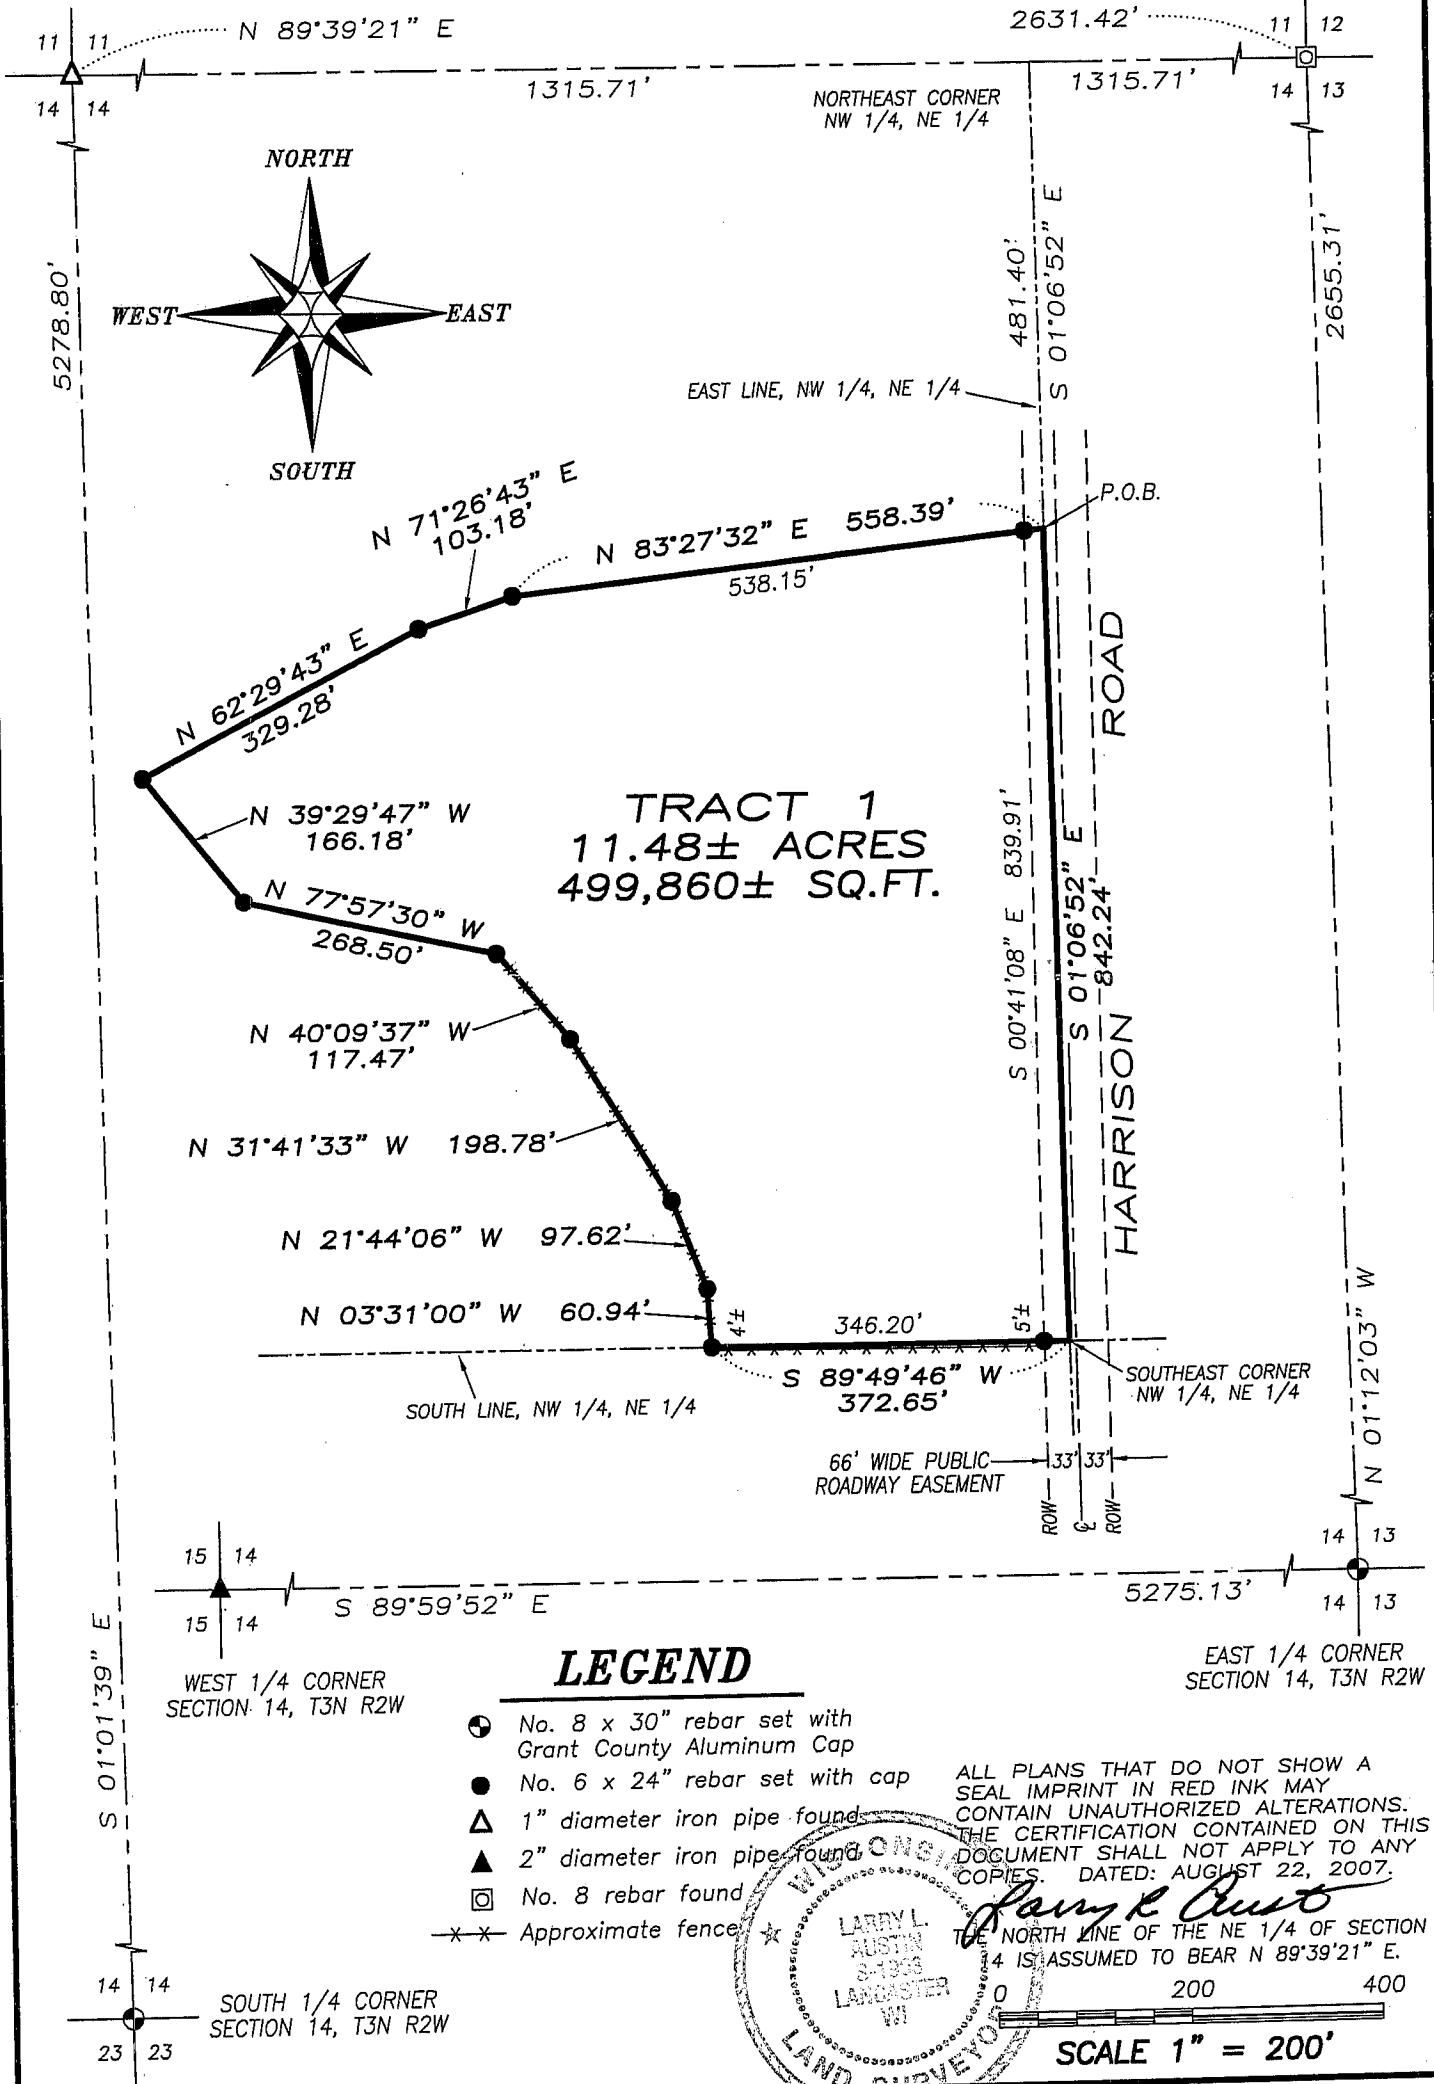 11 11
14 14
N 89°39'21" E
1315.71'
2631.42'
11 12
14 13
1315.71'
NORTHEAST CORNER
NW 1/4, NE 1/4
NORTH
WEST
EAST
SOUTH
5278.80'
481.40'
S 01°06'52" E
2655.31'
EAST LINE, NW 1/4, NE 1/4
P.O.B.
N 71°26'43" E
103.18'
N 83°27'32" E 558.39'
538.15'
N 62°29'43" E
329.28'
N 39°29'47" W
166.18'
TRACT 1
11.48± ACRES
499,860± SQ.FT.
N 77°57'30" W
268.50'
S 00°41'08" E 839.91'
S 01°06'52" E
842.24'
HARRISON ROAD
N 40°09'37" W
117.47'
N 31°41'33" W 198.78'
N 21°44'06" W 97.62'
N 03°31'00" W 60.94'
4'±
346.20'
5'±
S 89°49'46" W
372.65'
SOUTHEAST CORNER
NW 1/4, NE 1/4
SOUTH LINE, NW 1/4, NE 1/4
66' WIDE PUBLIC
ROADWAY EASEMENT
33' 33'
ROW
℄
ROW
N 01°12'03" W
15 14
15 14
S 89°59'52" E
5275.13'
14 13
14 13
WEST 1/4 CORNER
SECTION 14, T3N R2W
EAST 1/4 CORNER
SECTION 14, T3N R2W
S 01°01'39" E
LEGEND
No. 8 x 30" rebar set with
Grant County Aluminum Cap
No. 6 x 24" rebar set with cap
1" diameter iron pipe found
2" diameter iron pipe found
No. 8 rebar found
Approximate fence
ALL PLANS THAT DO NOT SHOW A
SEAL IMPRINT IN RED INK MAY
CONTAIN UNAUTHORIZED ALTERATIONS.
THE CERTIFICATION CONTAINED ON THIS
DOCUMENT SHALL NOT APPLY TO ANY
COPIES. DATED: AUGUST 22, 2007.
THE NORTH LINE OF THE NE 1/4 OF SECTION
14 IS ASSUMED TO BEAR N 89°39'21" E.
WISCONSIN
LARRY L.
AUSTIN
LANCASTER
WI
LAND SURVEYOR
14 14
23 23
SOUTH 1/4 CORNER
SECTION 14, T3N R2W
0 200 400
SCALE 1" = 200'